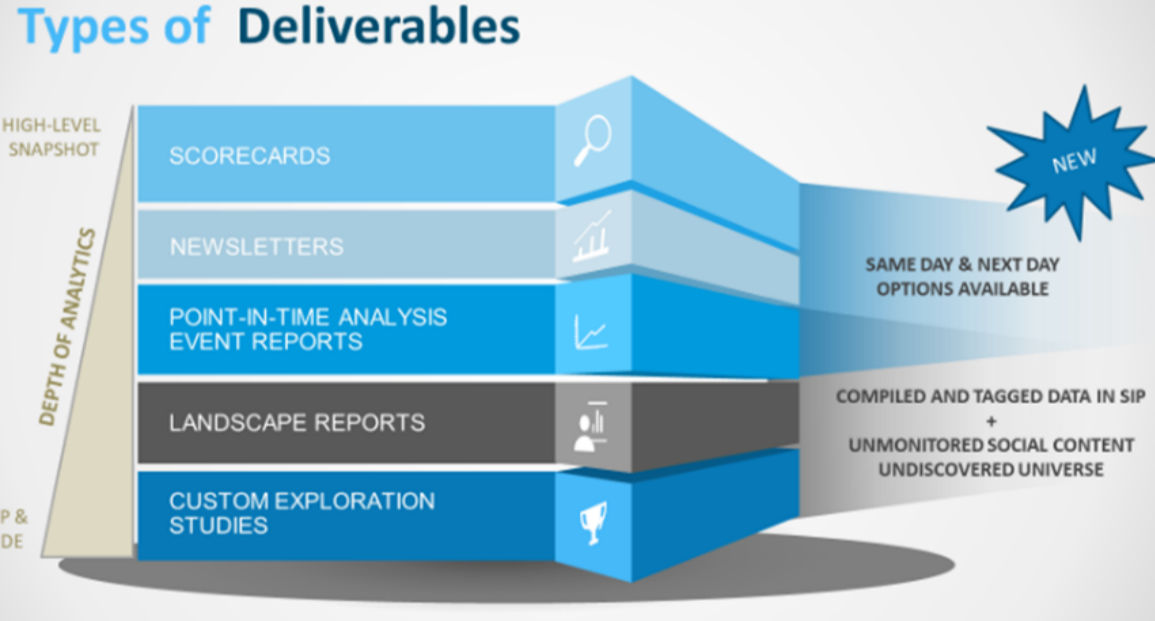 Types of Deliverables
HIGH-LEVEL
SNAPSHOT
DEPTH OF ANALYTICS
P &
DE
SCORECARDS
NEWSLETTERS
POINT-IN-TIME ANALYSIS
EVENT REPORTS
LANDSCAPE REPORTS
CUSTOM EXPLORATION
STUDIES
NEW
SAME DAY & NEXT DAY
OPTIONS AVAILABLE
COMPILED AND TAGGED DATA IN SIP
+
UNMONITORED SOCIAL CONTENT
UNDISCOVERED UNIVERSE